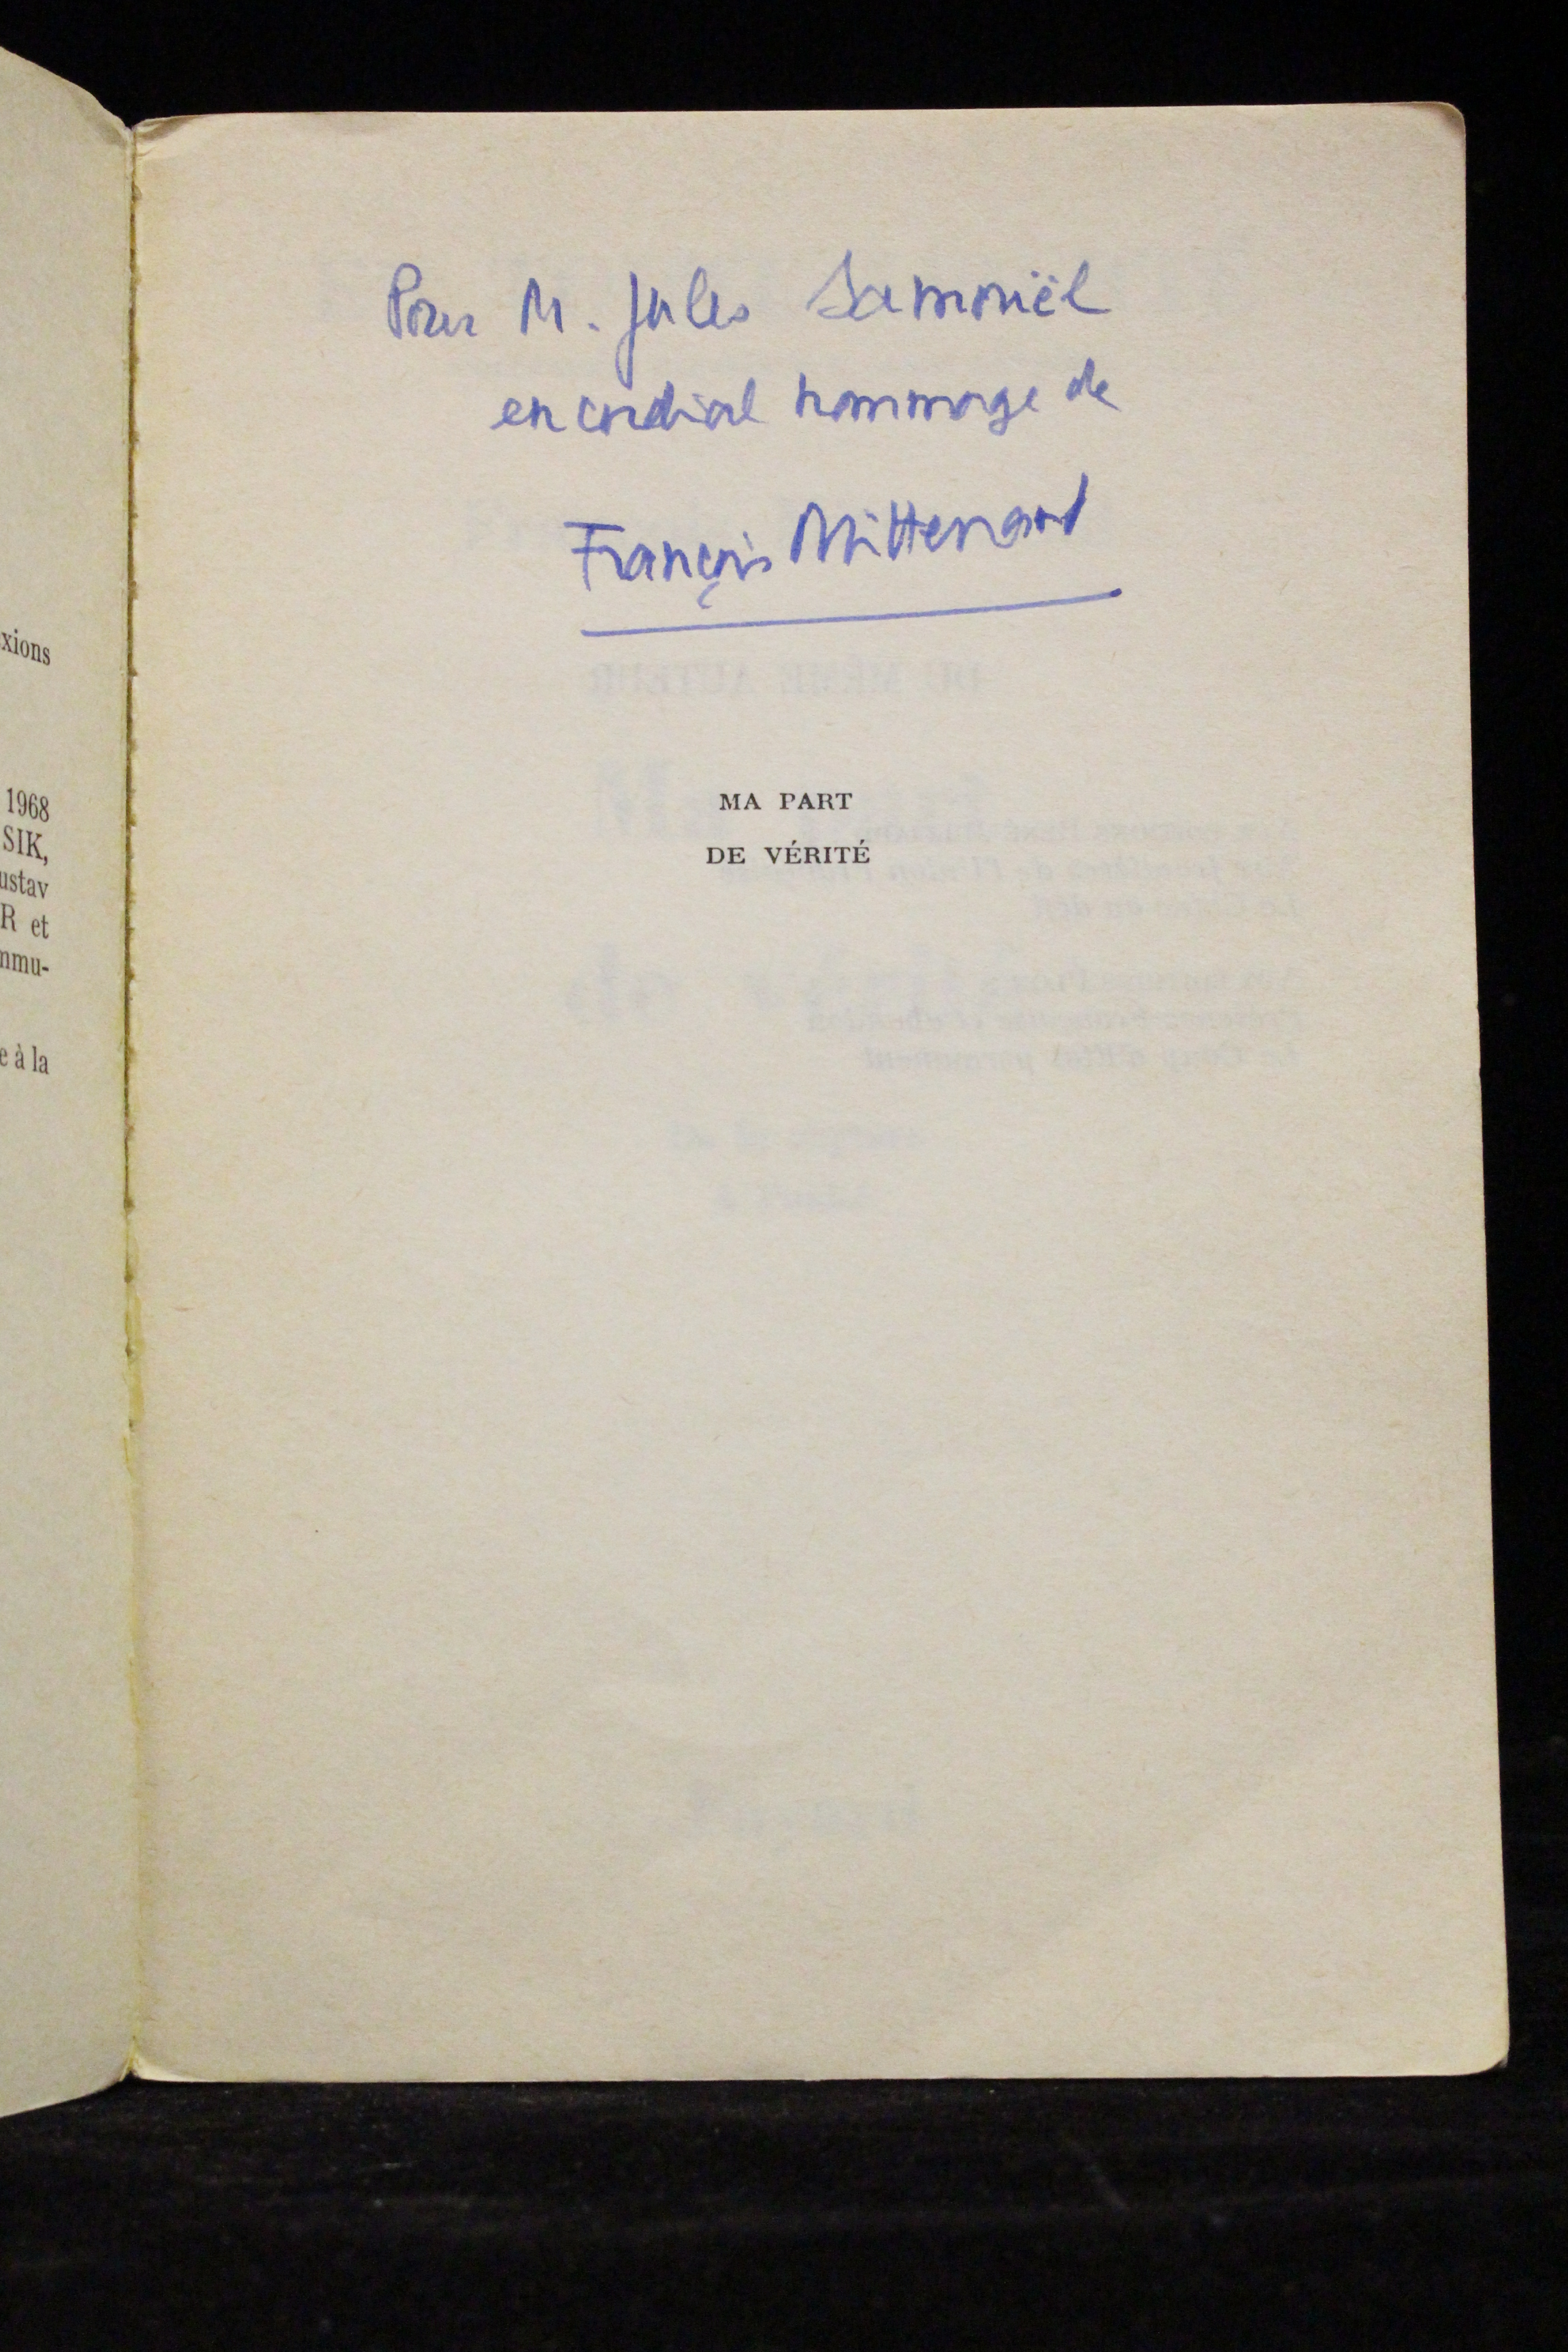 xions
1968
SIK,
ustav
R et
mmu-
e à la
Pour M. Jules Sammiël
en cordial hommage de
François Mitterrand
MA PART
DE VÉRITÉ